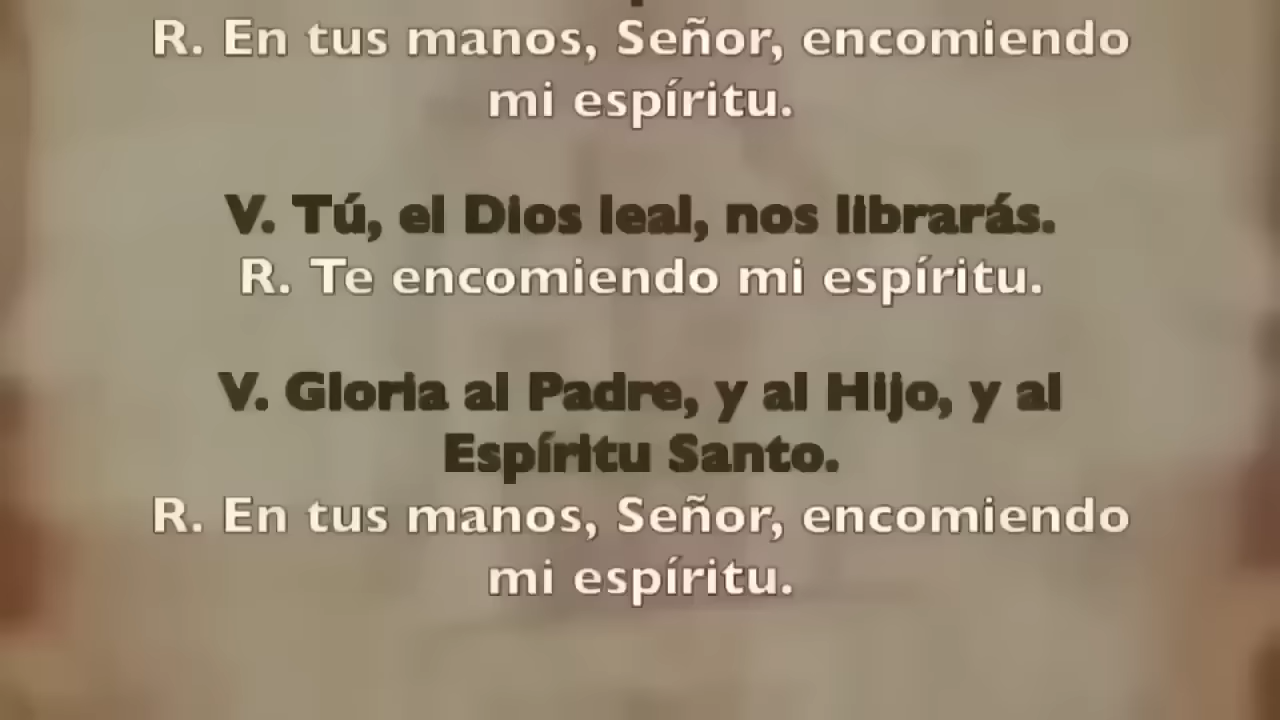 R. En tus manos, Señor, encomiendo
mi espíritu.
V. Tú, el Dios leal, nos librarás.
R. Te encomiendo mi espíritu.
V. Gloria al Padre, y al Hijo, y al
Espíritu Santo.
R. En tus manos, Señor, encomiendo
mi espíritu.